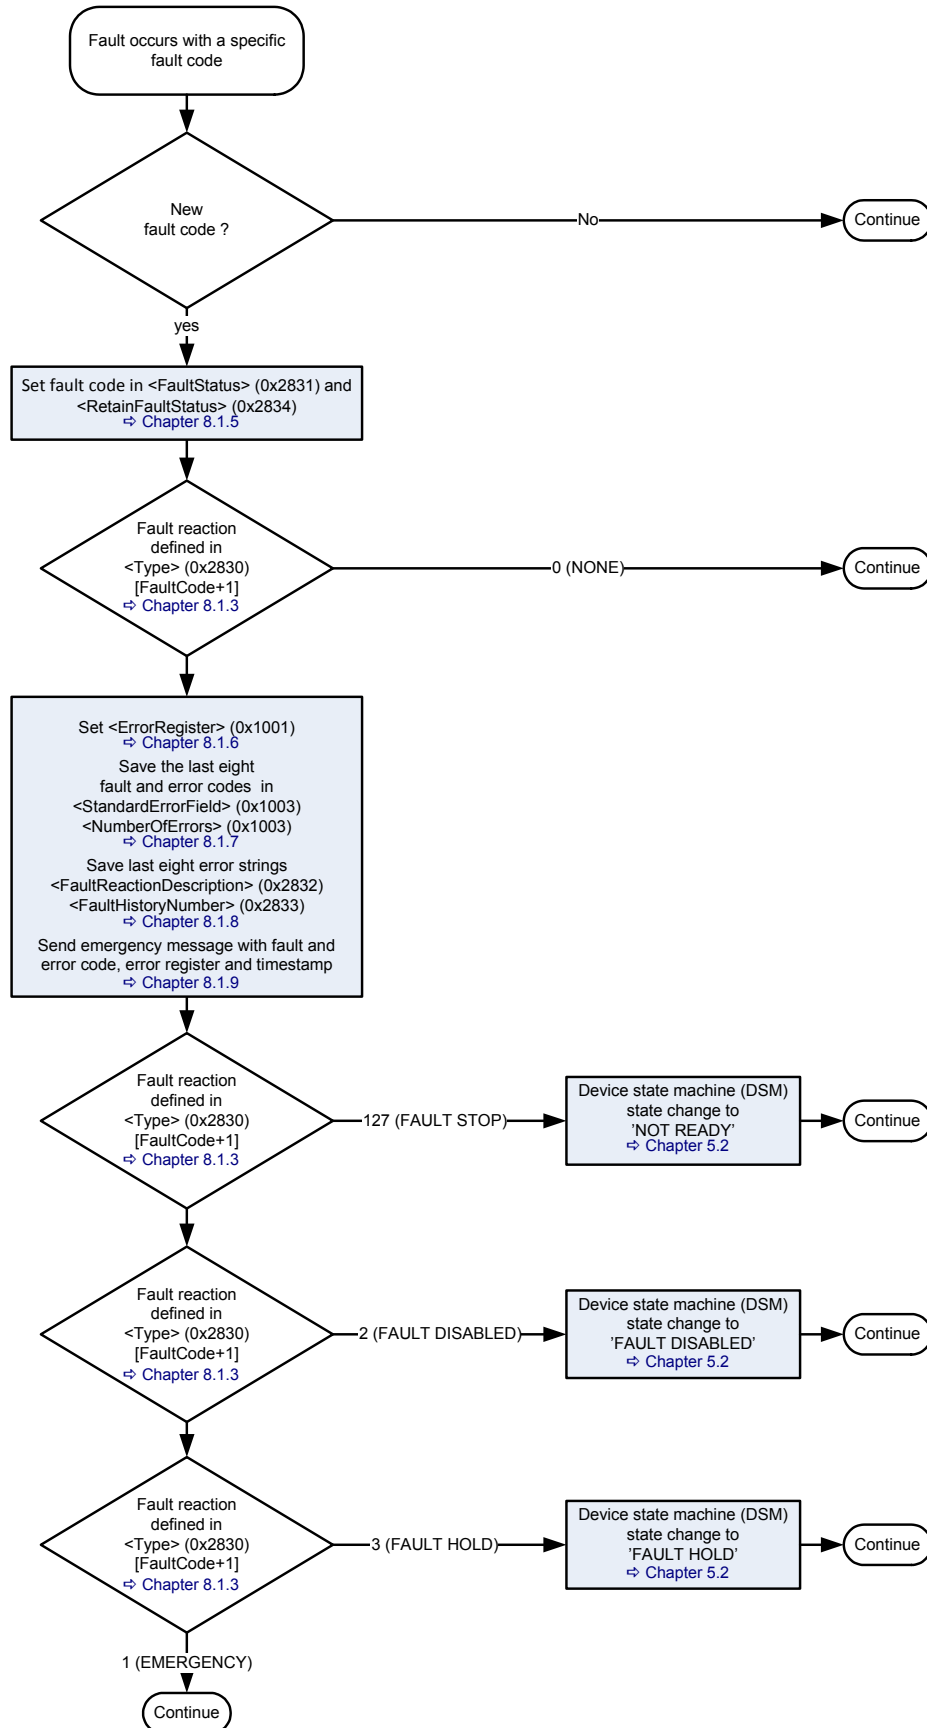 Fault occurs with a specific
fault code
New
fault code ?
No
Continue
yes
Set fault code in <FaultStatus> (0x2831) and
<RetainFaultStatus> (0x2834)
⇨ Chapter 8.1.5
Fault reaction
defined in
<Type> (0x2830)
[FaultCode+1]
⇨ Chapter 8.1.3
0 (NONE)
Continue
Set <ErrorRegister> (0x1001)
⇨ Chapter 8.1.6
Save the last eight
fault and error codes in
<StandardErrorField> (0x1003)
<NumberOfErrors> (0x1003)
⇨ Chapter 8.1.7
Save last eight error strings
<FaultReactionDescription> (0x2832)
<FaultHistoryNumber> (0x2833)
⇨ Chapter 8.1.8
Send emergency message with fault and
error code, error register and timestamp
⇨ Chapter 8.1.9
Fault reaction
defined in
<Type> (0x2830)
[FaultCode+1]
⇨ Chapter 8.1.3
127 (FAULT STOP)
Device state machine (DSM)
state change to
'NOT READY'
⇨ Chapter 5.2
Continue
Fault reaction
defined in
<Type> (0x2830)
[FaultCode+1]
⇨ Chapter 8.1.3
2 (FAULT DISABLED)
Device state machine (DSM)
state change to
'FAULT DISABLED'
⇨ Chapter 5.2
Continue
Fault reaction
defined in
<Type> (0x2830)
[FaultCode+1]
⇨ Chapter 8.1.3
3 (FAULT HOLD)
Device state machine (DSM)
state change to
'FAULT HOLD'
⇨ Chapter 5.2
Continue
1 (EMERGENCY)
Continue